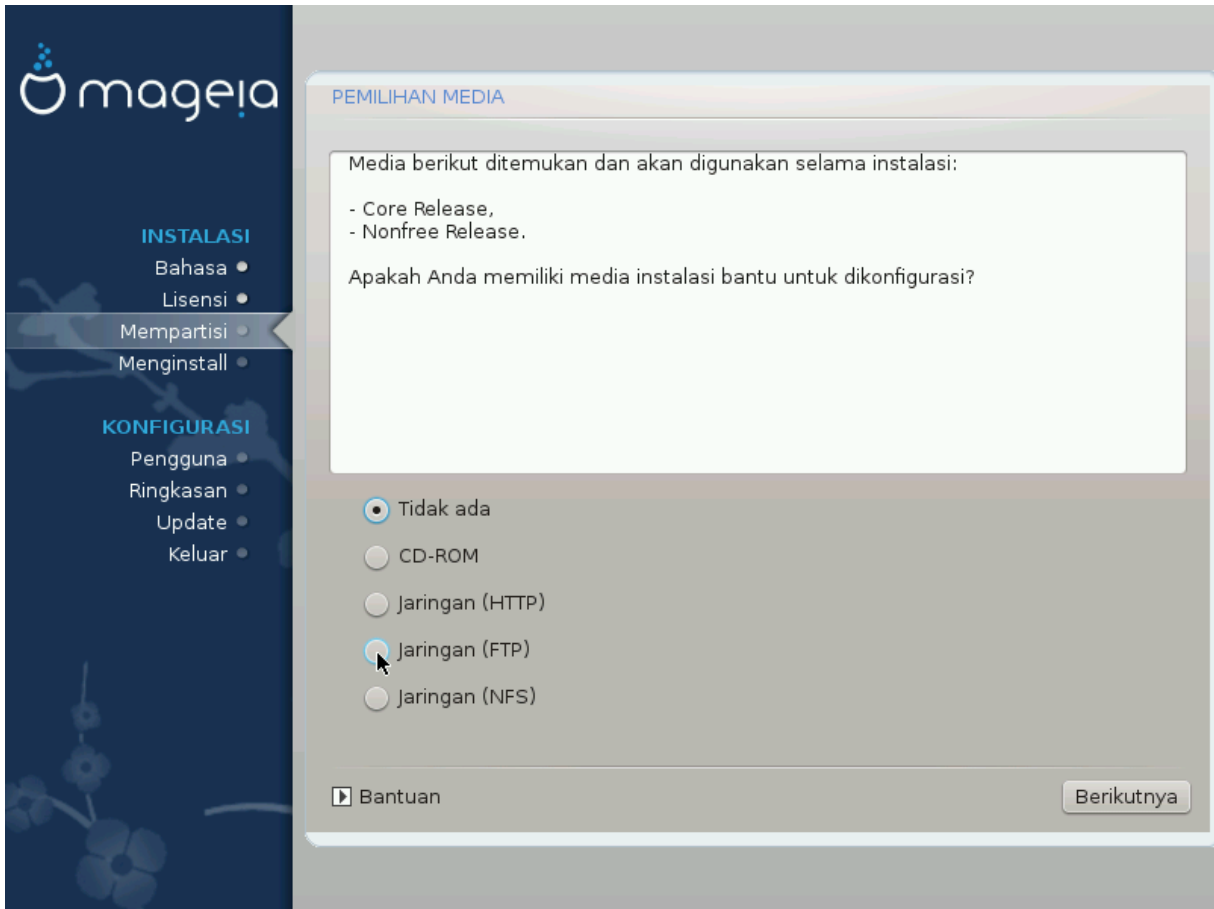 mageia
INSTALASI
Bahasa
Lisensi
Mempartisi
Menginstall
KONFIGURASI
Pengguna
Ringkasan
Update
Keluar
PEMILIHAN MEDIA
Media berikut ditemukan dan akan digunakan selama instalasi:
- Core Release,
- Nonfree Release.
Apakah Anda memiliki media instalasi bantu untuk dikonfigurasi?
Tidak ada
CD-ROM
Jaringan (HTTP)
Jaringan (FTP)
Jaringan (NFS)
Bantuan
Berikutnya